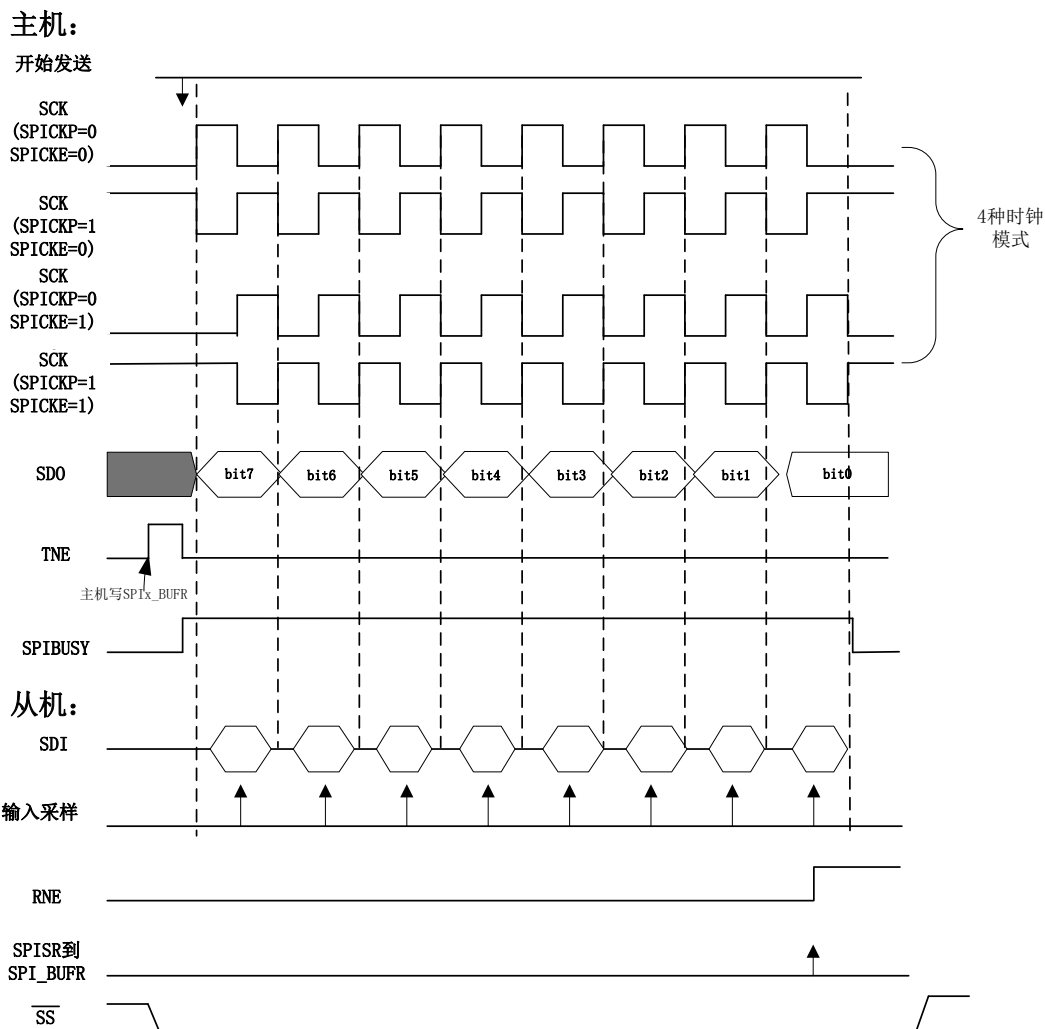 主机：
开始发送
SCK
(SPICKP=0
SPICKE=0)
SCK
(SPICKP=1
SPICKE=0)
SCK
(SPICKP=0
SPICKE=1)
SCK
(SPICKP=1
SPICKE=1)
4种时钟
模式
SDO
bit7 bit6 bit5 bit4 bit3 bit2 bit1 bit0
TNE
主机写SPIx_BUFR
SPIBUSY
从机：
SDI
输入采样
RNE
SPISR到
SPI_BUFR
SS